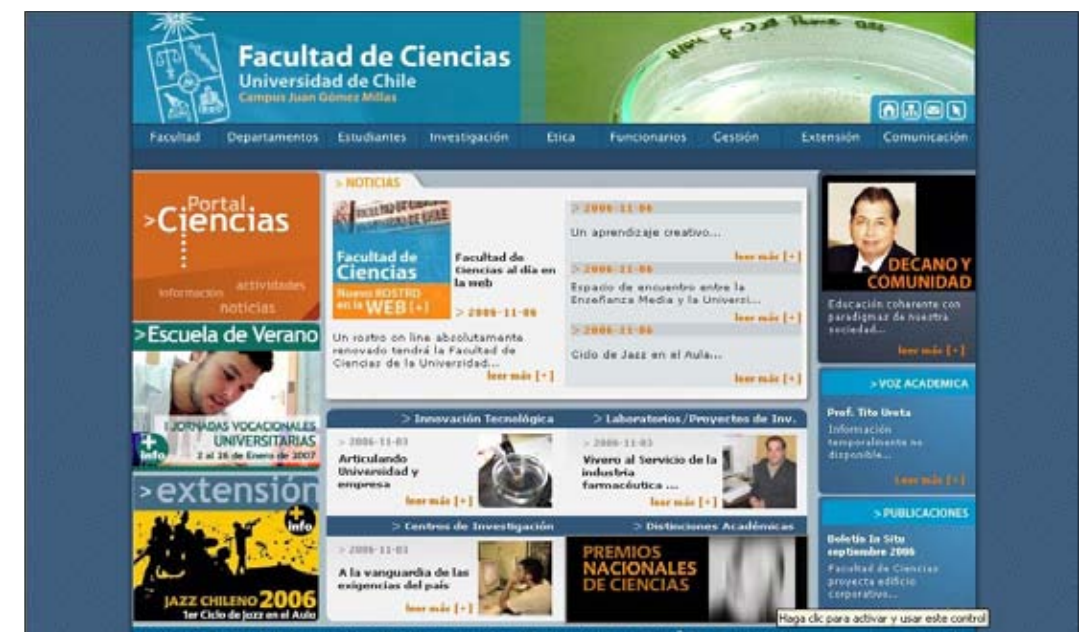 Facultad de Ciencias
Universidad de Chile
Campus Juan Gómez Millas
Facultad Departamentos Estudiantes Investigación Etica Funcionarios Gestión Extensión Comunicación
Portal
>Ciencias
información actividades
noticias
>Escuela de Verano
I JORNADAS VOCACIONALES
UNIVERSITARIAS
2 al 26 de Enero de 2007
+
info
>extensión
+
info
JAZZ CHILENO 2006
1er Ciclo de Jazz en el Aula
> NOTICIAS
Facultad de
Ciencias
Nuevo ROSTRO
en la WEB [+]
Facultad de
Ciencias al día en
la web
> 2006-11-06
Un rostro on line absolutamente
renovado tendrá la Facultad de
Ciencias de la Universidad...
leer más [+]
> 2006-11-06
Un aprendizaje creativo...
leer más [+]
> 2006-11-06
Espacio de encuentro entre la
Enseñanza Media y la Universi...
leer más [+]
> 2006-11-06
Ciclo de Jazz en el Aula...
leer más [+]
> Innovación Tecnológica
> 2006-11-03
Articulando
Universidad y
empresa
leer más [+]
> Laboratorios/Proyectos de Inv.
> 2006-11-03
Vivero al Servicio de la
industria
farmacéutica ...
leer más [+]
> Centros de Investigación
> 2006-11-03
A la vanguardia de las
exigencias del país
leer más [+]
> Distinciones Académicas
PREMIOS
NACIONALES
DE CIENCIAS
DECANO Y
COMUNIDAD
Educación coherente con
paradigmas de nuestra
sociedad...
leer más [+]
> VOZ ACADEMICA
Prof. Tito Ureta
Información
temporalmente no
disponible...
leer más [+]
> PUBLICACIONES
Boletín In Situ
septiembre 2006
Facultad de Ciencias
proyecta edificio
corporativo...
Haga clic para activar y usar este control